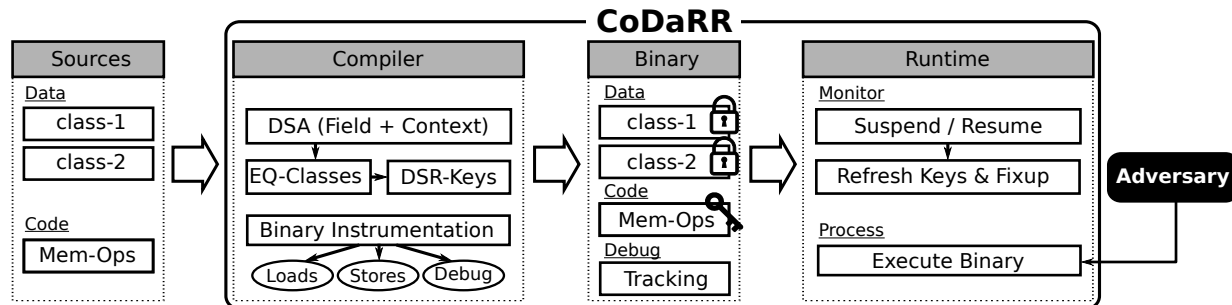 CoDaRR
Sources
Data
class-1
class-2
Code
Mem-Ops
Compiler
DSA (Field + Context)
EQ-Classes
DSR-Keys
Binary Instrumentation
Loads
Stores
Debug
Binary
Data
class-1
class-2
Code
Mem-Ops
Debug
Tracking
Runtime
Monitor
Suspend / Resume
Refresh Keys & Fixup
Process
Execute Binary
Adversary